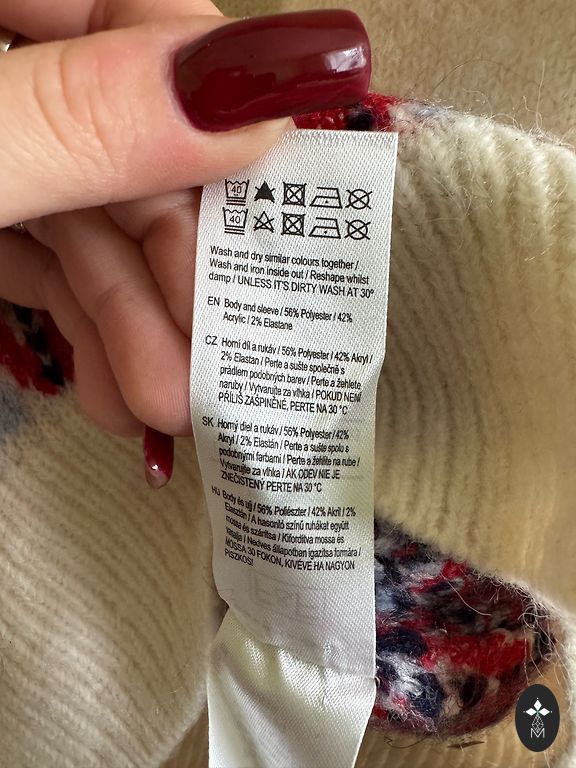 40
40
Wash and dry similar colours together /
Wash and iron inside out / Reshape whilst
damp / UNLESS IT'S DIRTY WASH AT 30°
EN Body and sleeve / 56% Polyester / 42%
Acrylic / 2% Elastane
CZ Horní díl a rukáv / 56% Polyester / 42% Akryl /
2% Elastan / Perte a sušte společně s
prádlem podobných barev / Perte a žehlete
naruby / Vytvarujte za vlhka / POKUD NENÍ
PŘÍLIŠ ZAŠPINĚNÉ, PERTE NA 30 °C
SK Horný diel a rukáv / 56% Polyester / 42%
Akryl / 2% Elastán / Perte a sušte spolu s
podobnými farbami / Perte a žehlite na rube /
Vytvarujte za vlhka / AK ODEV NIE JE
ZNEČISTENÝ PERTE NA 30 °C
HU Body és ujj / 56% Poliészter / 42% Akril / 2%
Elasztán / A hasonló színű ruhákat együtt
mossa és szárítsa / Kifordítva mossa és
vasalja / Nedves állapotban igazítsa formára /
MOSSA 30 FOKON, KIVÉVE HA NAGYON
PISZKOS!
M